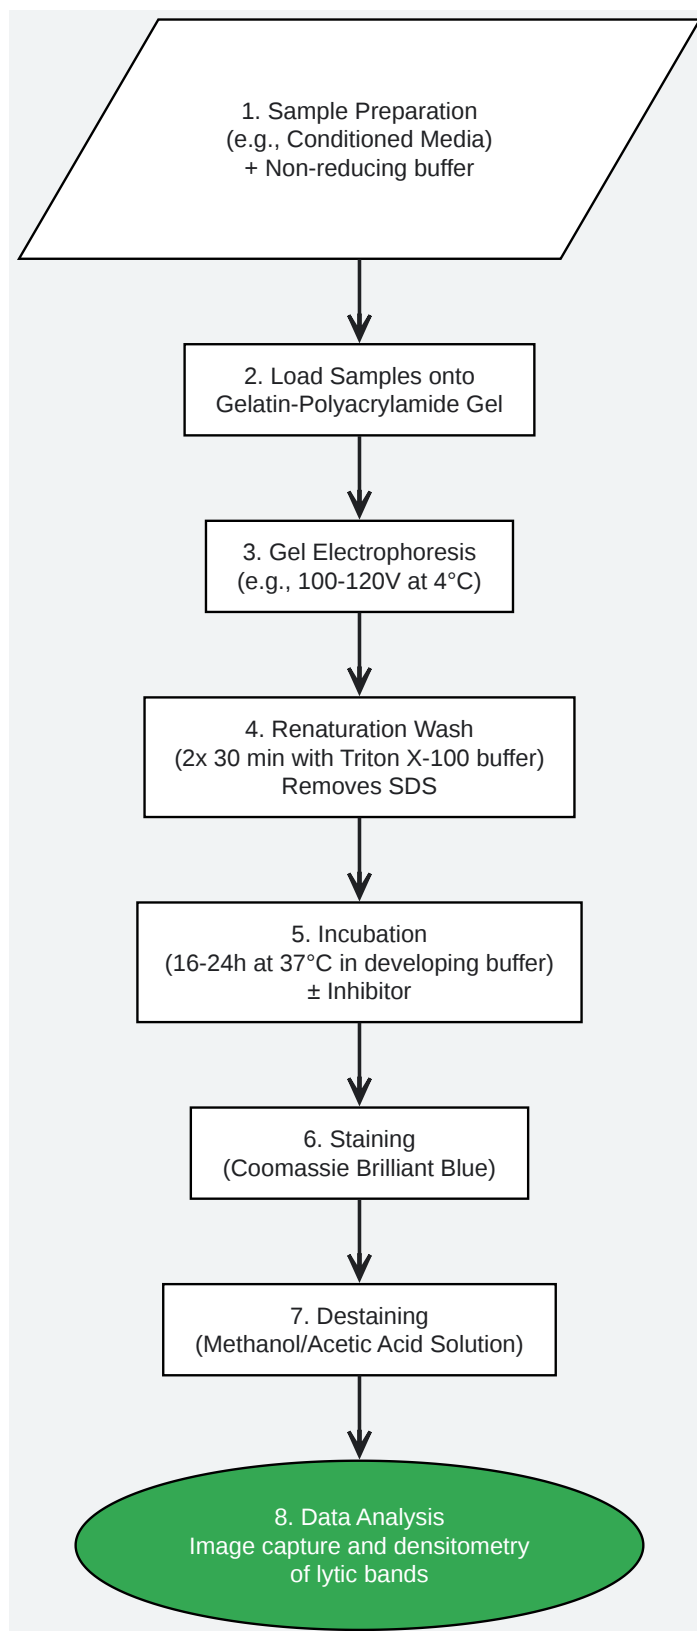 1. Sample Preparation
(e.g., Conditioned Media)
+ Non-reducing buffer
2. Load Samples onto
Gelatin-Polyacrylamide Gel
3. Gel Electrophoresis
(e.g., 100-120V at 4°C)
4. Renaturation Wash
(2x 30 min with Triton X-100 buffer)
Removes SDS
5. Incubation
(16-24h at 37°C in developing buffer)
± Inhibitor
6. Staining
(Coomassie Brilliant Blue)
7. Destaining
(Methanol/Acetic Acid Solution)
8. Data Analysis
Image capture and densitometry
of lytic bands